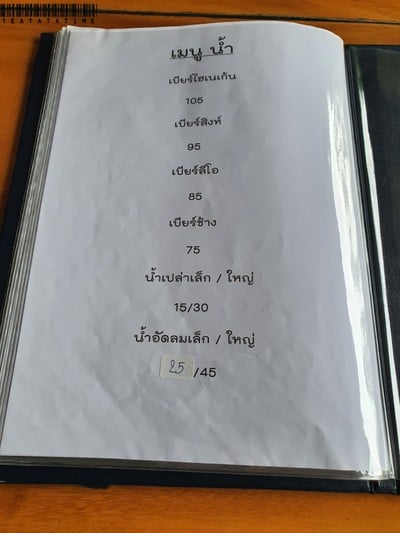 1EATATATIME
เมนู น้ำ
เบียร์ไฮเนเก้น
105
เบียร์สิงห์
95
เบียร์ลีโอ
85
เบียร์ช้าง
75
น้ำเปล่าเล็ก / ใหญ่
15/30
น้ำอัดลมเล็ก / ใหญ่
25/45